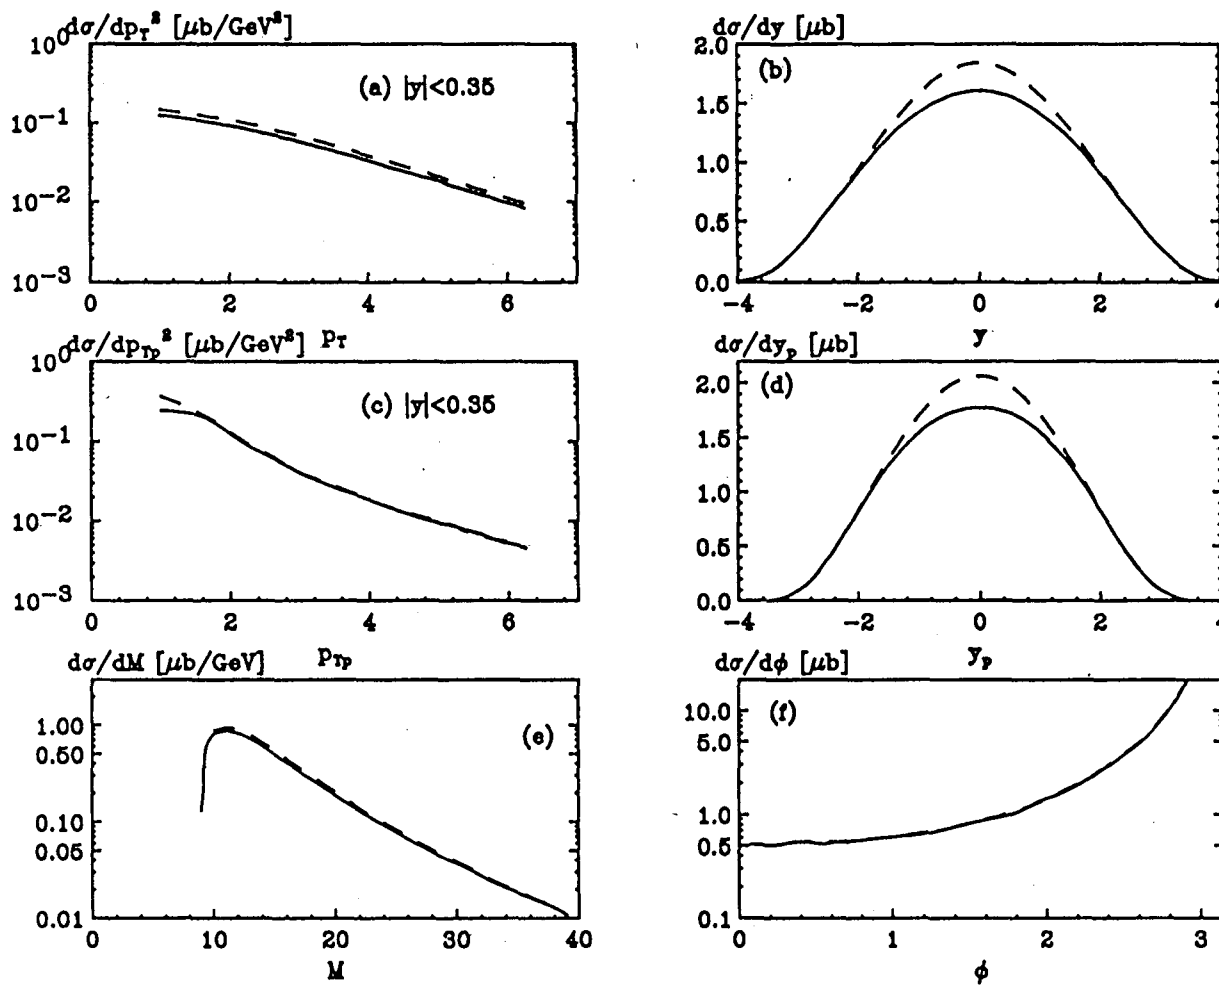 dσ/dp_T² [μb/GeV²]
10⁰
10⁻¹
10⁻²
10⁻³
(a) |y|<0.35
0 2 4 6
p_T
dσ/dy [μb]
2.0
1.5
1.0
0.5
0.0
(b)
−4 −2 0 2 4
y
dσ/dp_Tp² [μb/GeV²]
10⁰
10⁻¹
10⁻²
10⁻³
(c) |y|<0.35
0 2 4 6
p_Tp
dσ/dy_p [μb]
2.0
1.5
1.0
0.5
0.0
(d)
−4 −2 0 2 4
y_p
dσ/dM [μb/GeV]
1.00
0.50
0.10
0.05
0.01
(e)
0 10 20 30 40
M
dσ/dϕ [μb]
10.0
5.0
1.0
0.5
0.1
(f)
0 1 2 3
ϕ